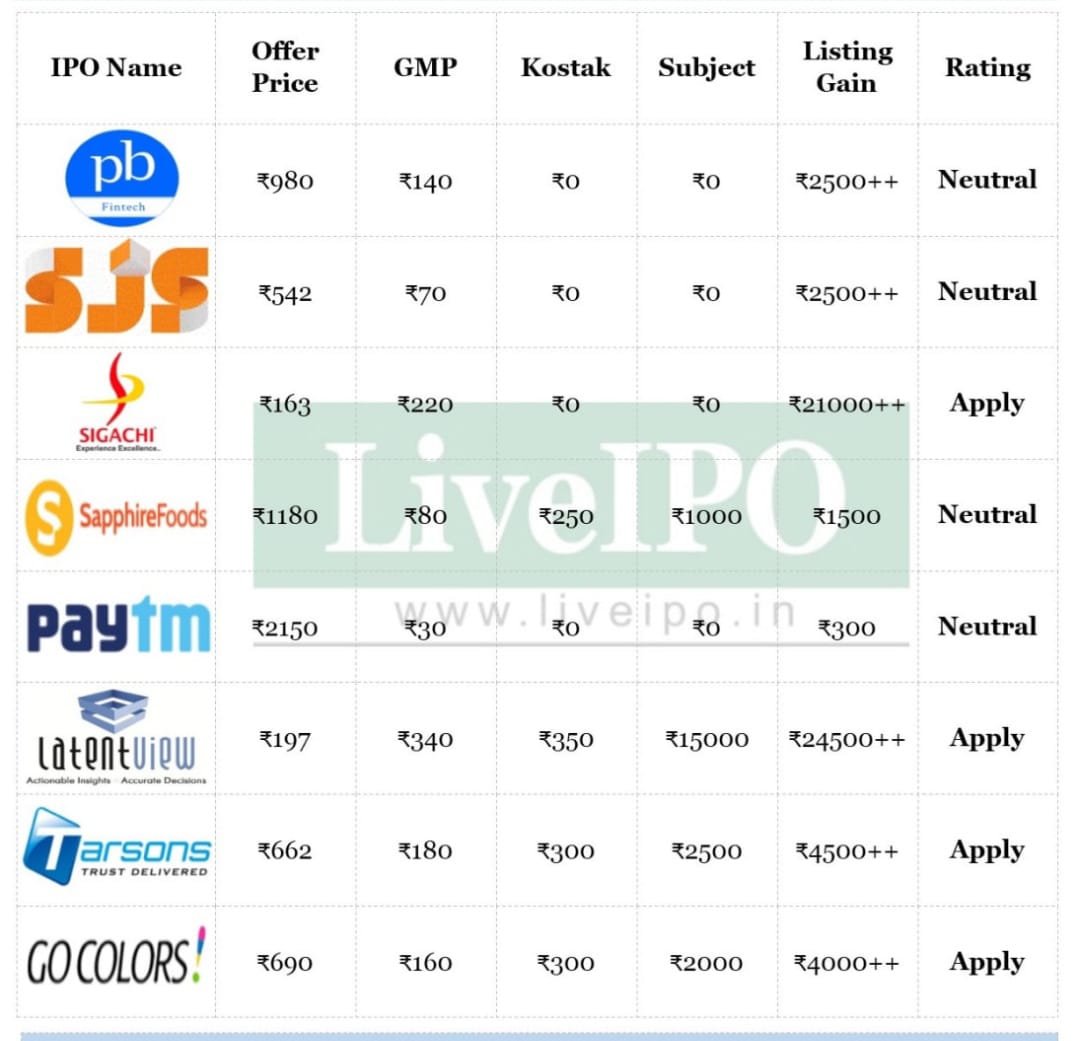 IPO Name Offer Price GMP Kostak Subject Listing Gain Rating
pb Fintech ₹980 ₹140 ₹0 ₹0 ₹2500++ Neutral
SJS ₹542 ₹70 ₹0 ₹0 ₹2500++ Neutral
SIGACHI Experience Excellence.. ₹163 ₹220 ₹0 ₹0 ₹21000++ Apply
S SapphireFoods ₹1180 ₹80 ₹250 ₹1000 ₹1500 Neutral
LiveIPO
www.liveipo.in
paytm ₹2150 ₹30 ₹0 ₹0 ₹300 Neutral
LatentView Actionable Insights Accurate Decisions ₹197 ₹340 ₹350 ₹15000 ₹24500++ Apply
Tarsons TRUST DELIVERED ₹662 ₹180 ₹300 ₹2500 ₹4500++ Apply
GO COLORS! ₹690 ₹160 ₹300 ₹2000 ₹4000++ Apply